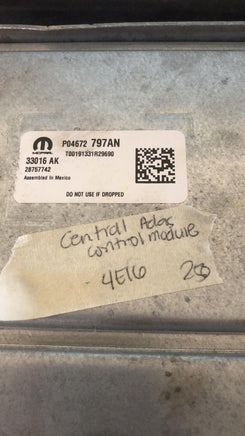 MOPAR
P04672 797AN
T00191331R29690
33016 AK
28757742
Assembled in Mexico
DO NOT USE IF DROPPED
Central Adas
control module
4E16